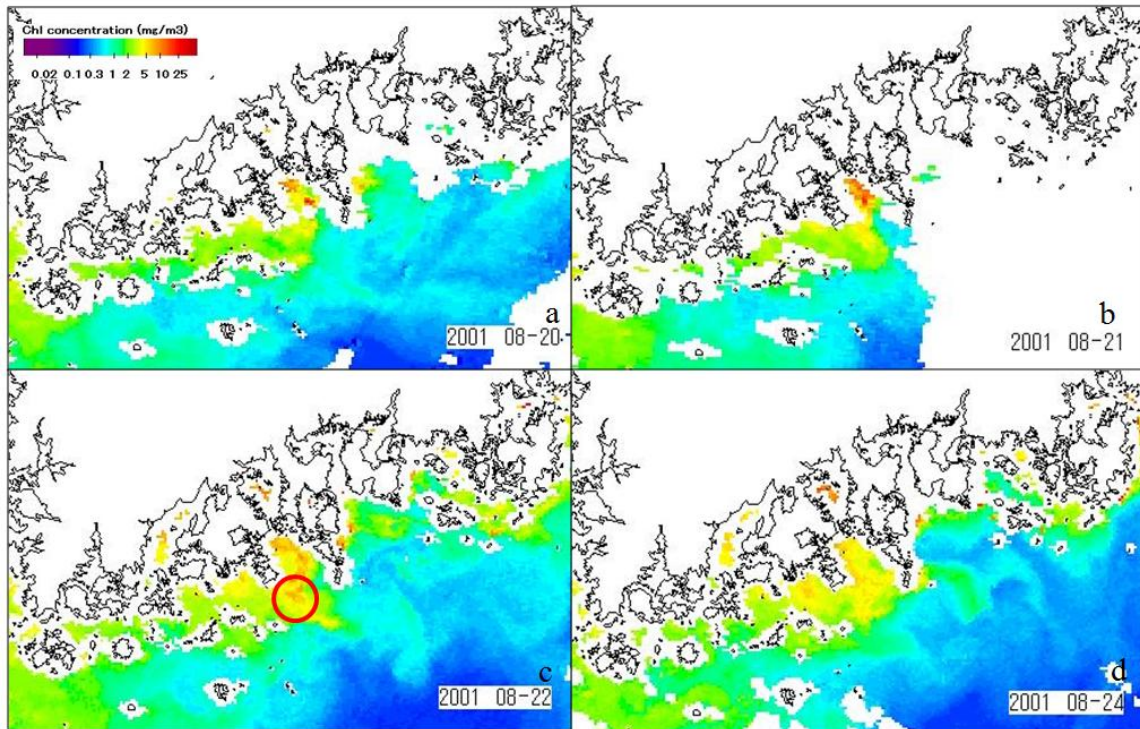 Chl concentration (mg/m3)
0.02 0.1 0.3 1 2 5 10 25
a
2001 08-20
b
2001 08-21
c
2001 08-22
d
2001 08-24